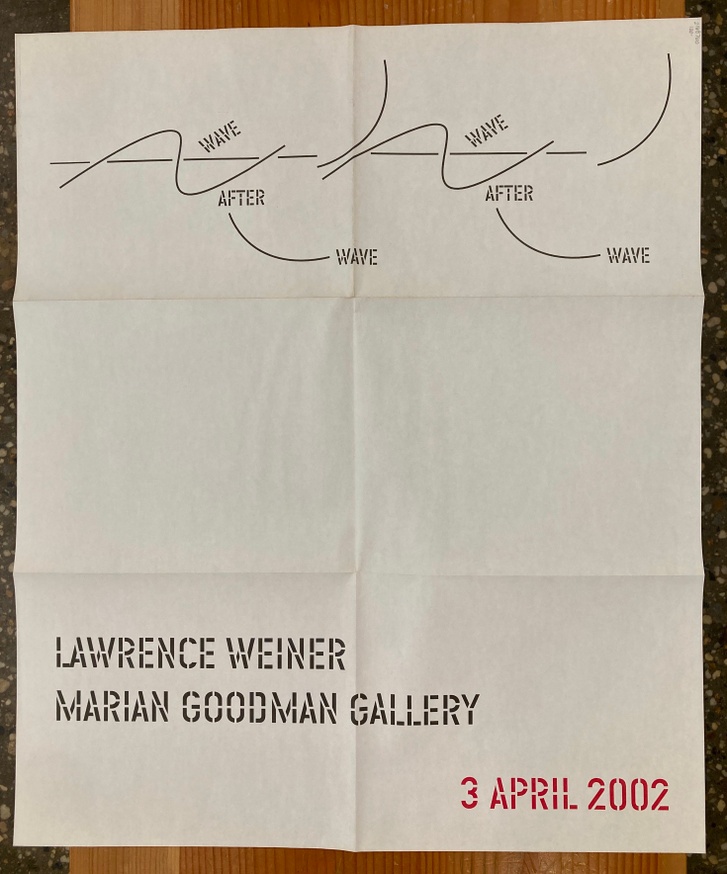 WAVE
AFTER
WAVE
WAVE
AFTER
WAVE
LAWRENCE WEINER
MARIAN GOODMAN GALLERY
3 APRIL 2002